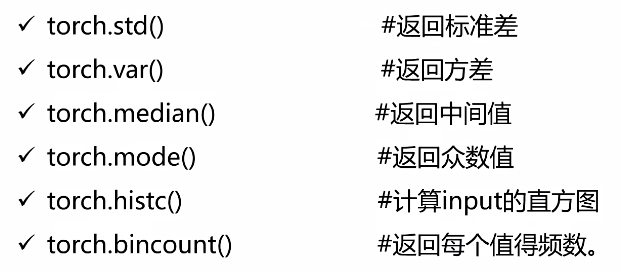 ✓ torch.std() #返回标准差
✓ torch.var() #返回方差
✓ torch.median() #返回中间值
✓ torch.mode() #返回众数值
✓ torch.histc() #计算input的直方图
✓ torch.bincount() #返回每个值得频数。